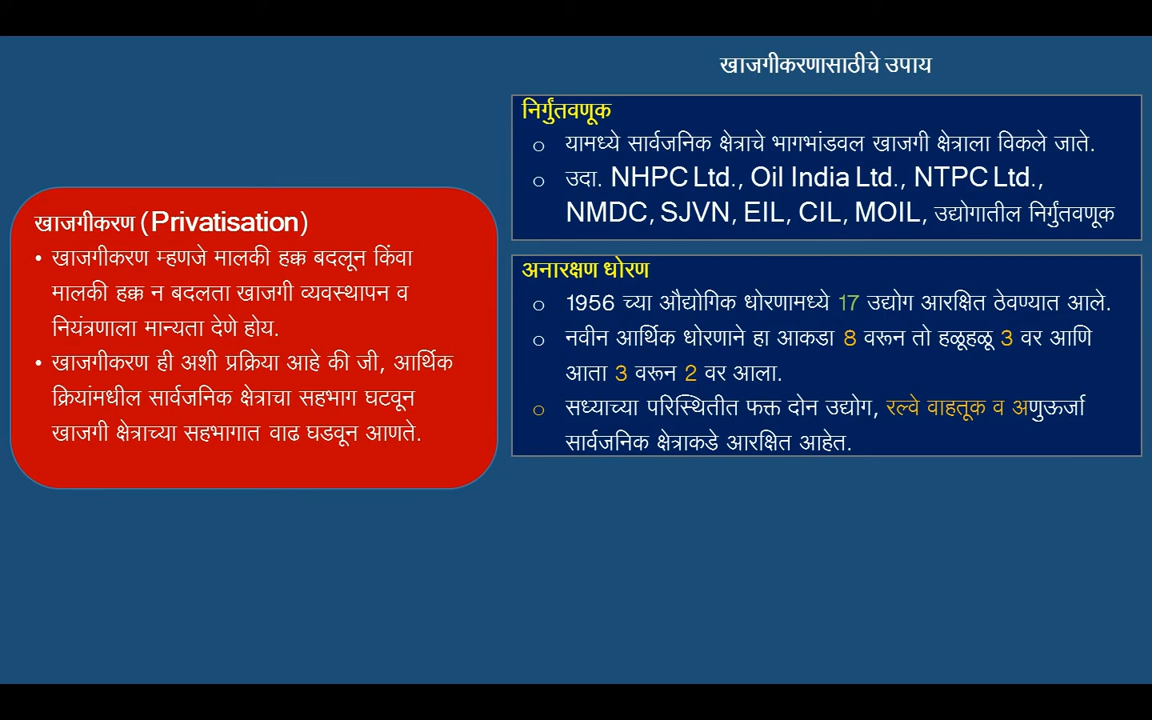 खाजगीकरणासाठीचे उपाय
खाजगीकरण (Privatisation)
• खाजगीकरण म्हणजे मालकी हक्क बदलून किंवा
मालकी हक्क न बदलता खाजगी व्यवस्थापन व
नियंत्रणाला मान्यता देणे होय.
• खाजगीकरण ही अशी प्रक्रिया आहे की जी, आर्थिक
क्रियांमधील सार्वजनिक क्षेत्राचा सहभाग घटवून
खाजगी क्षेत्राच्या सहभागात वाढ घडवून आणते.
निर्गुंतवणूक
○ यामध्ये सार्वजनिक क्षेत्राचे भागभांडवल खाजगी क्षेत्राला विकले जाते.
○ उदा. NHPC Ltd., Oil India Ltd., NTPC Ltd.,
NMDC, SJVN, EIL, CIL, MOIL, उद्योगातील निर्गुंतवणूक
अनारक्षण धोरण
○ 1956 च्या औद्योगिक धोरणामध्ये 17 उद्योग आरक्षित ठेवण्यात आले.
○ नवीन आर्थिक धोरणाने हा आकडा 8 वरून तो हळूहळू 3 वर आणि
आता 3 वरून 2 वर आला.
○ सध्याच्या परिस्थितीत फक्त दोन उद्योग, रल्वे वाहतूक व अणुऊर्जा
सार्वजनिक क्षेत्राकडे आरक्षित आहेत.